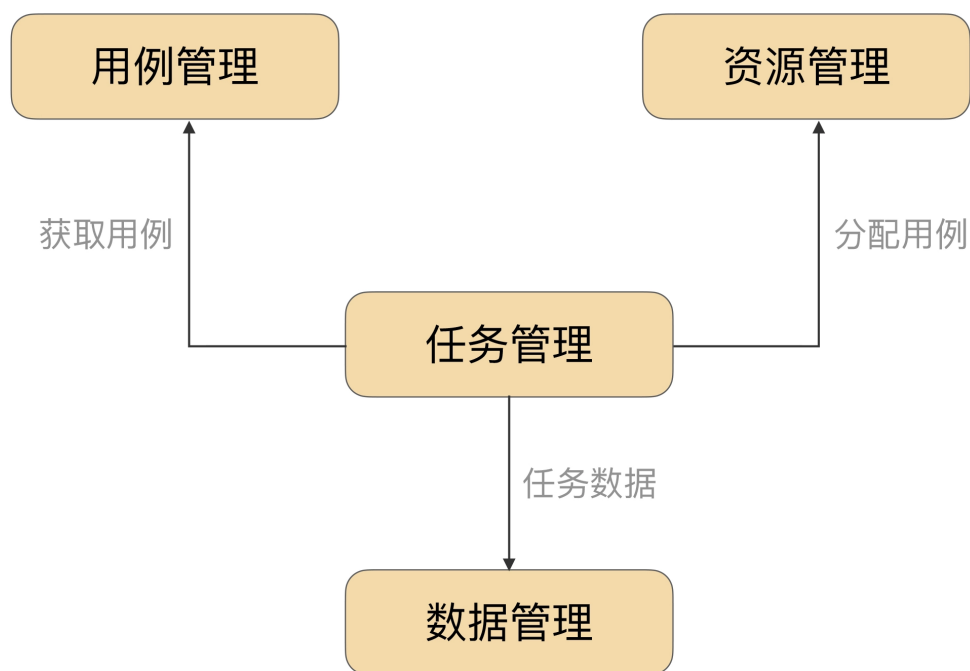 用例管理
资源管理
获取用例
分配用例
任务管理
任务数据
数据管理